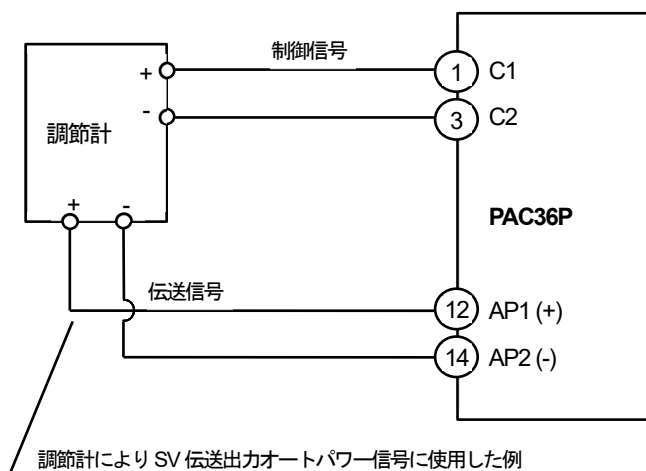 制御信号
+
1
C1
-
3
C2
調節計
PAC36P
+
-
伝送信号
12
AP1 (+)
14
AP2 (-)
調節計により SV 伝送出力オートパワー信号に使用した例